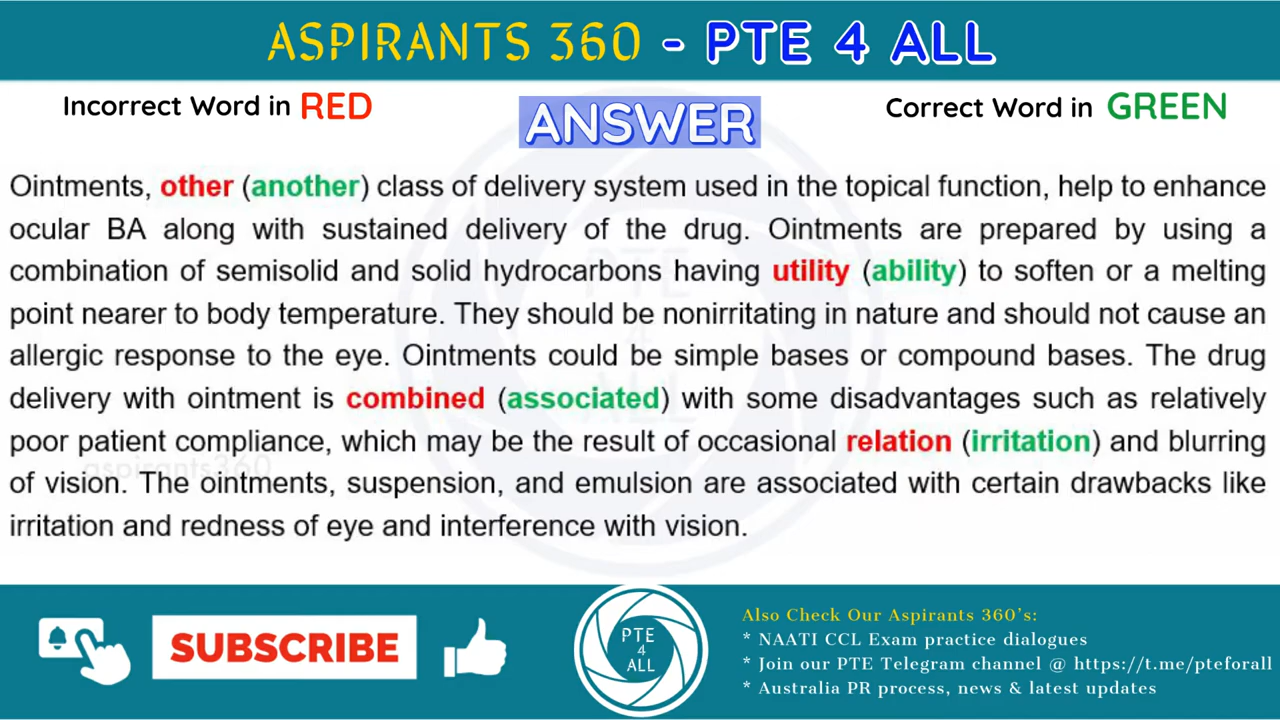 ASPIRANTS 360 - PTE 4 ALL
Incorrect Word in RED
ANSWER
Correct Word in GREEN
Ointments, other (another) class of delivery system used in the topical function, help to enhance
ocular BA along with sustained delivery of the drug. Ointments are prepared by using a
combination of semisolid and solid hydrocarbons having utility (ability) to soften or a melting
point nearer to body temperature. They should be nonirritating in nature and should not cause an
allergic response to the eye. Ointments could be simple bases or compound bases. The drug
delivery with ointment is combined (associated) with some disadvantages such as relatively
poor patient compliance, which may be the result of occasional relation (irritation) and blurring
of vision. The ointments, suspension, and emulsion are associated with certain drawbacks like
irritation and redness of eye and interference with vision.
aspirants360
PTE
4
ALL
SUBSCRIBE
PTE
4
ALL
Also Check Our Aspirants 360's:
* NAATI CCL Exam practice dialogues
* Join our PTE Telegram channel @ https://t.me/pteforall
* Australia PR process, news & latest updates